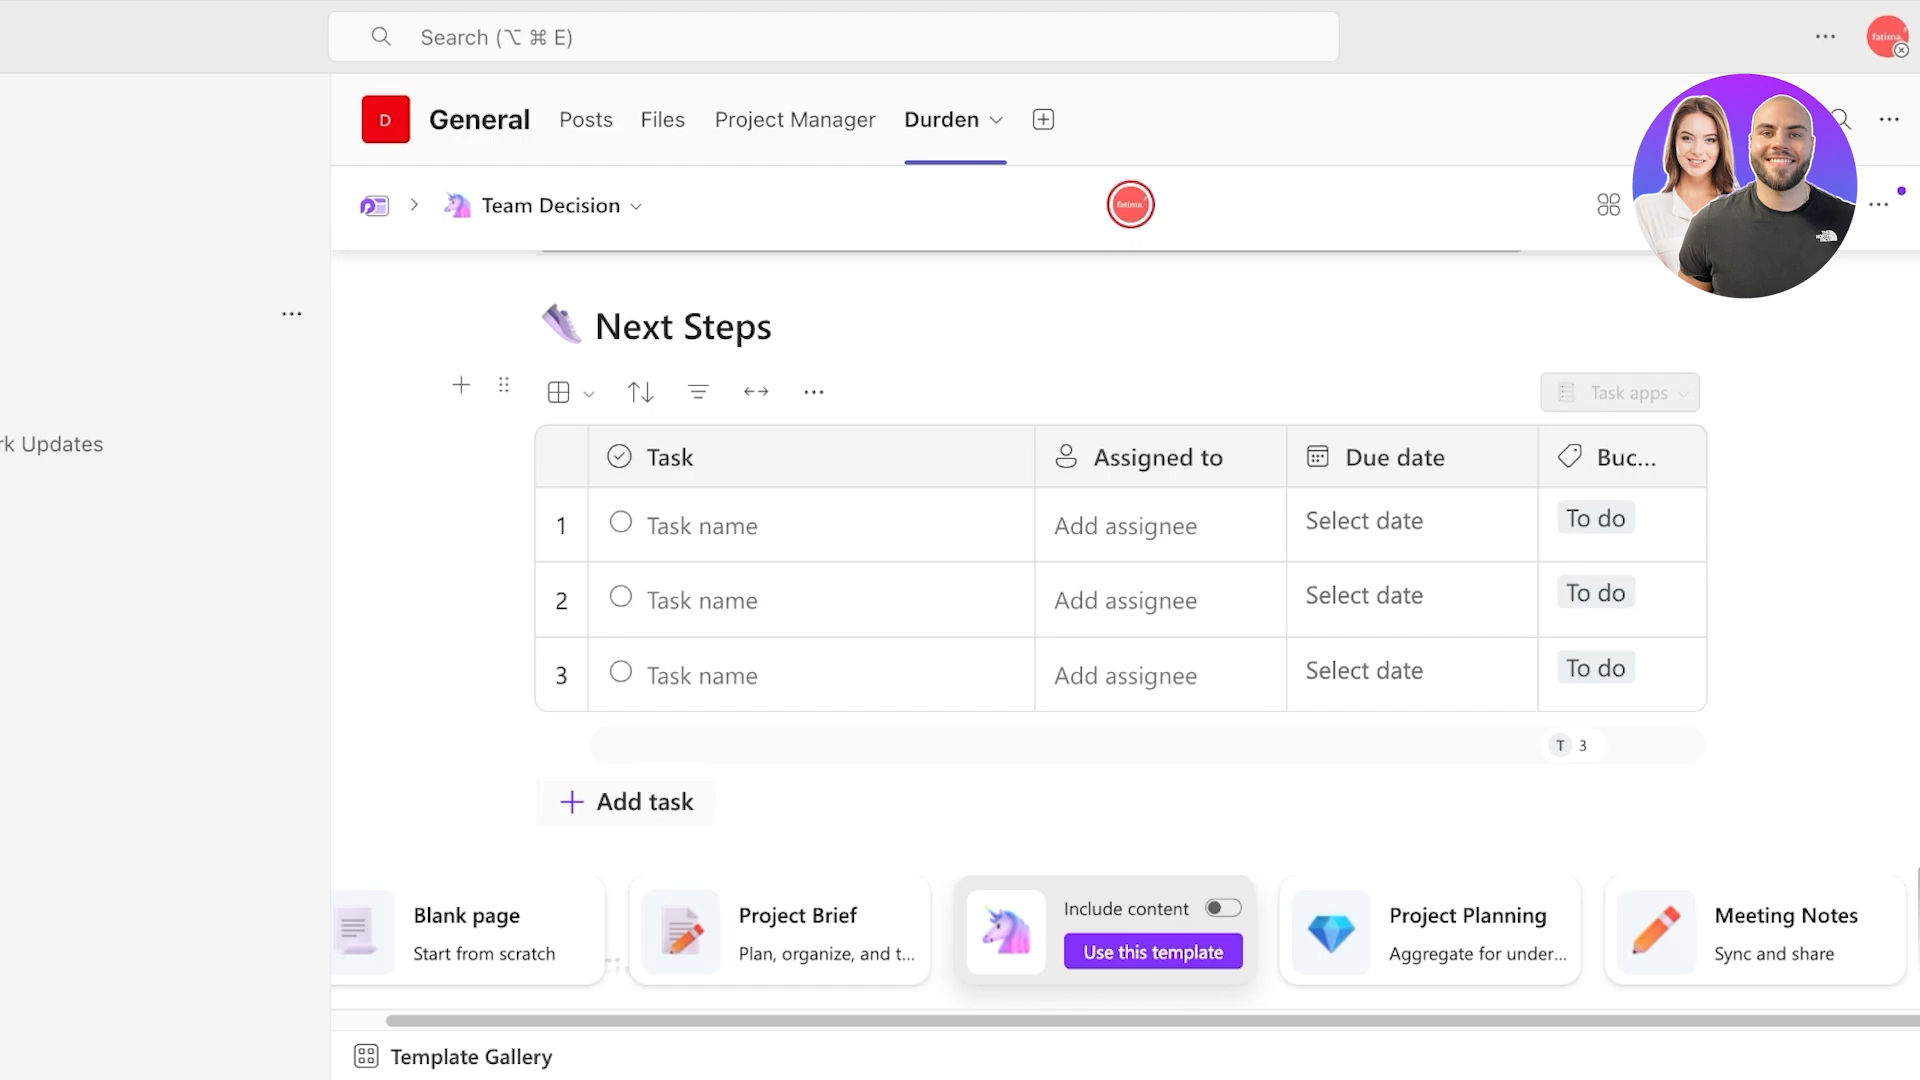 Search (⌥ ⌘ E)
fatima.
D
General
Posts
Files
Project Manager
Durden
Team Decision
fatima.
THE NORTH FACE
Next Steps
Task apps
rk Updates
Task
Assigned to
Due date
Buc...
1
Task name
Add assignee
Select date
To do
2
Task name
Add assignee
Select date
To do
3
Task name
Add assignee
Select date
To do
T 3
Add task
Blank page
Start from scratch
Project Brief
Plan, organize, and t...
Include content
Use this template
Project Planning
Aggregate for under...
Meeting Notes
Sync and share
Template Gallery